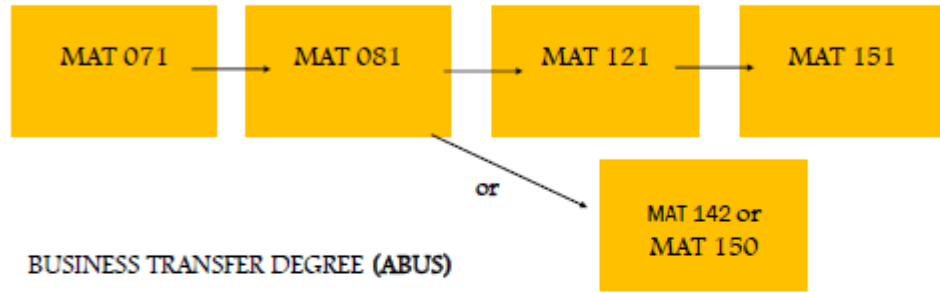 MAT 071
MAT 081
MAT 121
MAT 151
or
MAT 142 or
MAT 150
BUSINESS TRANSFER DEGREE (ABUS)